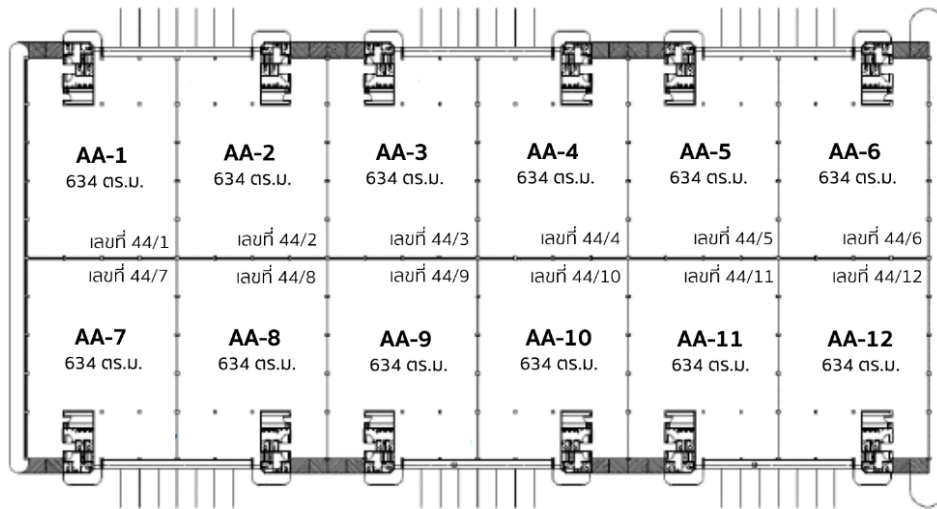 AA-1
634 ตร.ม.
เลขที่ 44/1
AA-2
634 ตร.ม.
เลขที่ 44/2
AA-3
634 ตร.ม.
เลขที่ 44/3
AA-4
634 ตร.ม.
เลขที่ 44/4
AA-5
634 ตร.ม.
เลขที่ 44/5
AA-6
634 ตร.ม.
เลขที่ 44/6
เลขที่ 44/7
AA-7
634 ตร.ม.
เลขที่ 44/8
AA-8
634 ตร.ม.
เลขที่ 44/9
AA-9
634 ตร.ม.
เลขที่ 44/10
AA-10
634 ตร.ม.
เลขที่ 44/11
AA-11
634 ตร.ม.
เลขที่ 44/12
AA-12
634 ตร.ม.